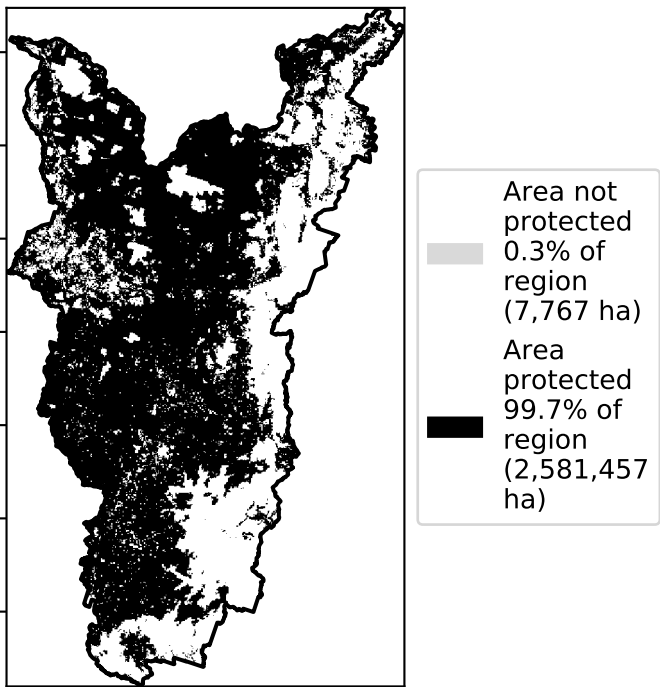 Area not
protected
0.3% of
region
(7,767 ha)
Area
protected
99.7% of
region
(2,581,457
ha)